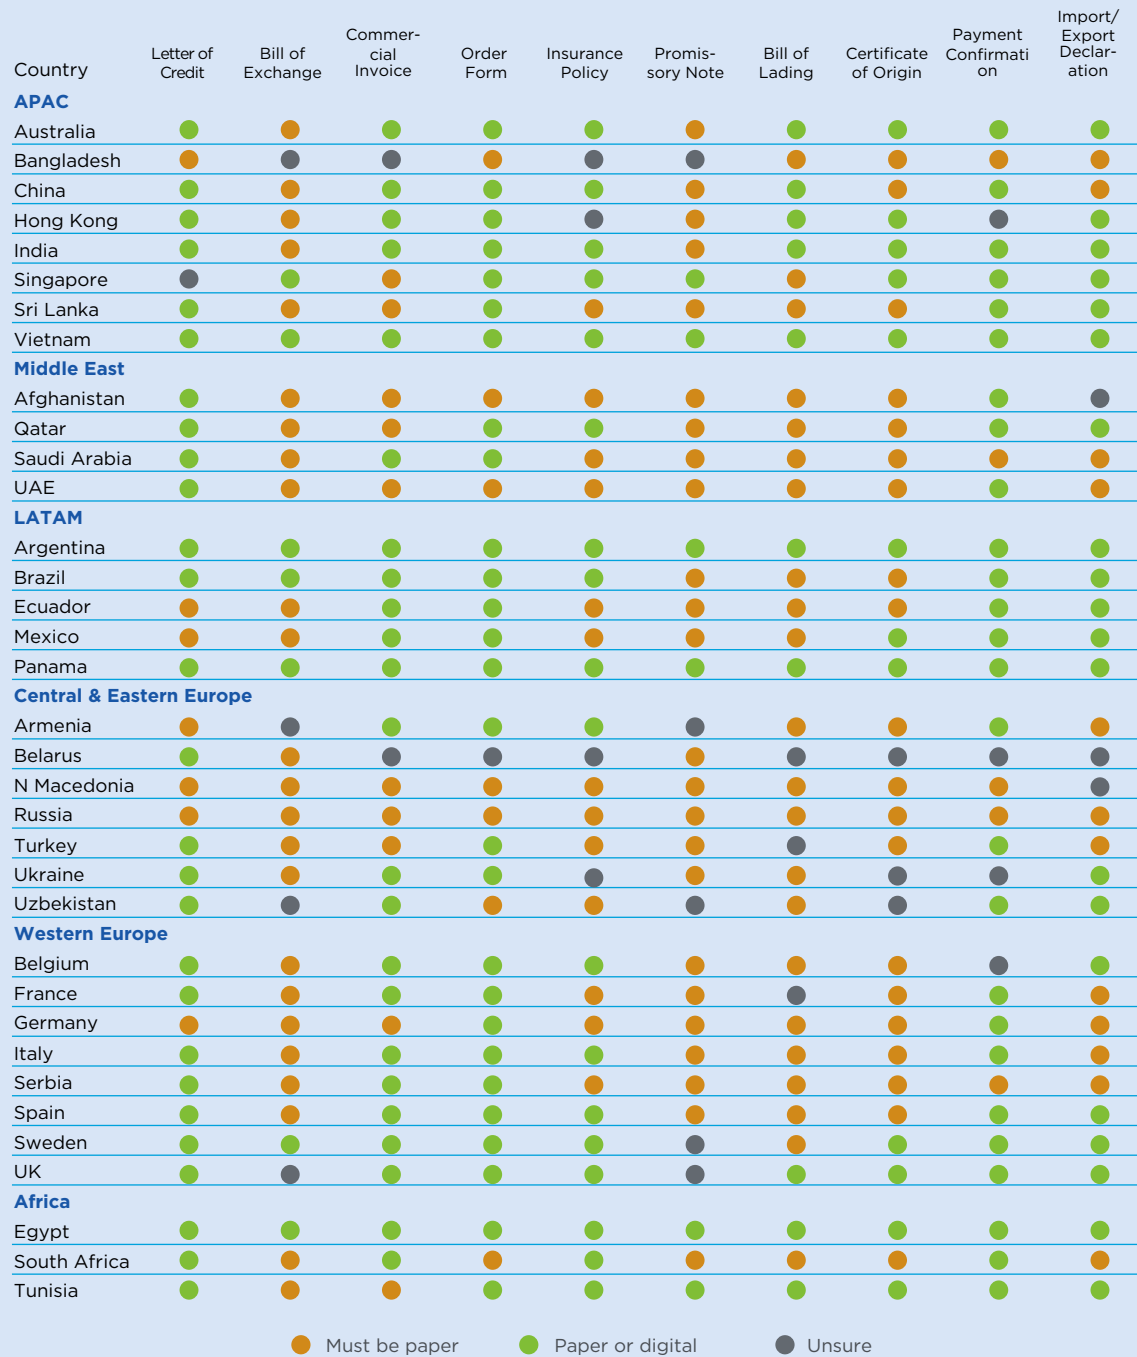 Country
Letter of
Credit
Bill of
Exchange
Commer-
cial
Invoice
Order
Form
Insurance
Policy
Promis-
sory Note
Bill of
Lading
Certificate
of Origin
Payment
Confirmati
on
Import/
Export
Declar-
ation
APAC
Australia
Bangladesh
China
Hong Kong
India
Singapore
Sri Lanka
Vietnam
Middle East
Afghanistan
Qatar
Saudi Arabia
UAE
LATAM
Argentina
Brazil
Ecuador
Mexico
Panama
Central & Eastern Europe
Armenia
Belarus
N Macedonia
Russia
Turkey
Ukraine
Uzbekistan
Western Europe
Belgium
France
Germany
Italy
Serbia
Spain
Sweden
UK
Africa
Egypt
South Africa
Tunisia
Must be paper
Paper or digital
Unsure